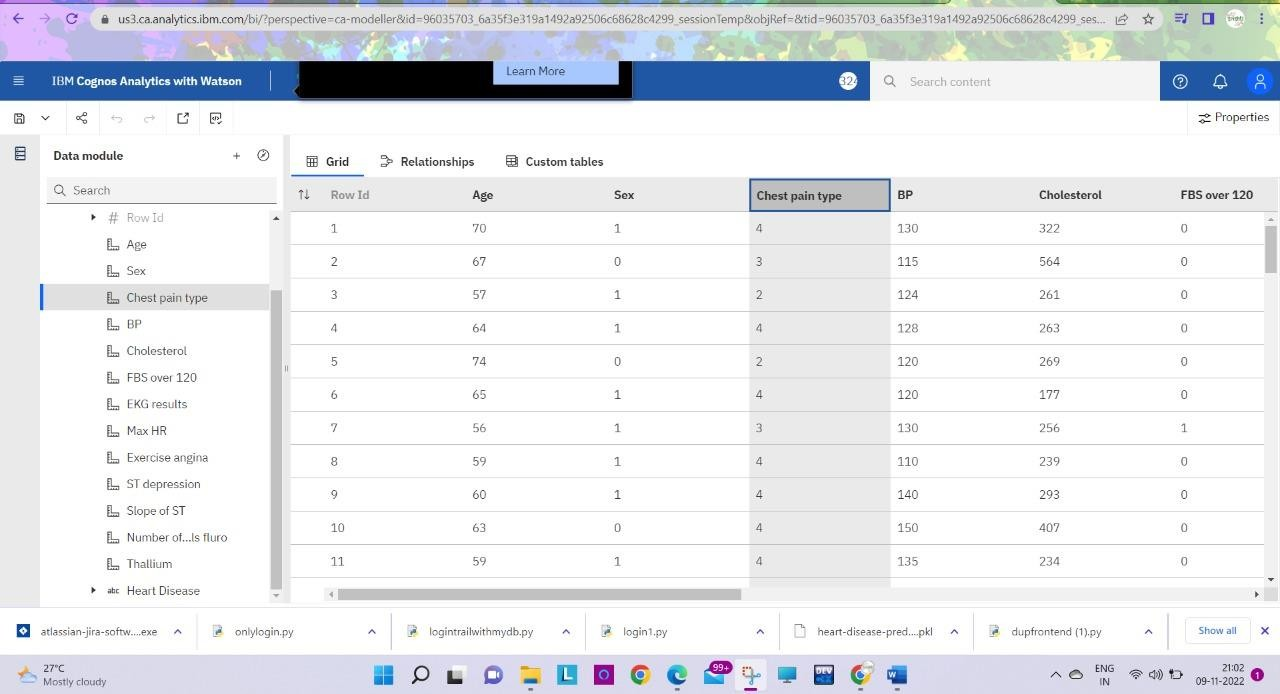 us3.ca.analytics.ibm.com/bi/?perspective=ca-modeller&id=96035703_6a35f3e319a1492a92506c68628c4299_sessionTemp&objRef=&tid=96035703_6a35f3e319a1492a92506c68628c4299_ses...
IBM Cognos Analytics with Watson
Learn More
324
Search content
Properties
Data module
Grid Relationships Custom tables
Search
Row Id Age Sex Chest pain type BP Cholesterol FBS over 120
Row Id
Age
Sex
Chest pain type
BP
Cholesterol
FBS over 120
EKG results
Max HR
Exercise angina
ST depression
Slope of ST
Number of...ls fluro
Thallium
abc Heart Disease
1 70 1 4 130 322 0
2 67 0 3 115 564 0
3 57 1 2 124 261 0
4 64 1 4 128 263 0
5 74 0 2 120 269 0
6 65 1 4 120 177 0
7 56 1 3 130 256 1
8 59 1 4 110 239 0
9 60 1 4 140 293 0
10 63 0 4 150 407 0
11 59 1 4 135 234 0
atlassian-jira-softw....exe onlylogin.py logintrailwithmydb.py login1.py heart-disease-pred....pkl dupfrontend (1).py Show all
27°C
Mostly cloudy
99+
L
DEV
ENG
IN
21:02
09-11-2022
1